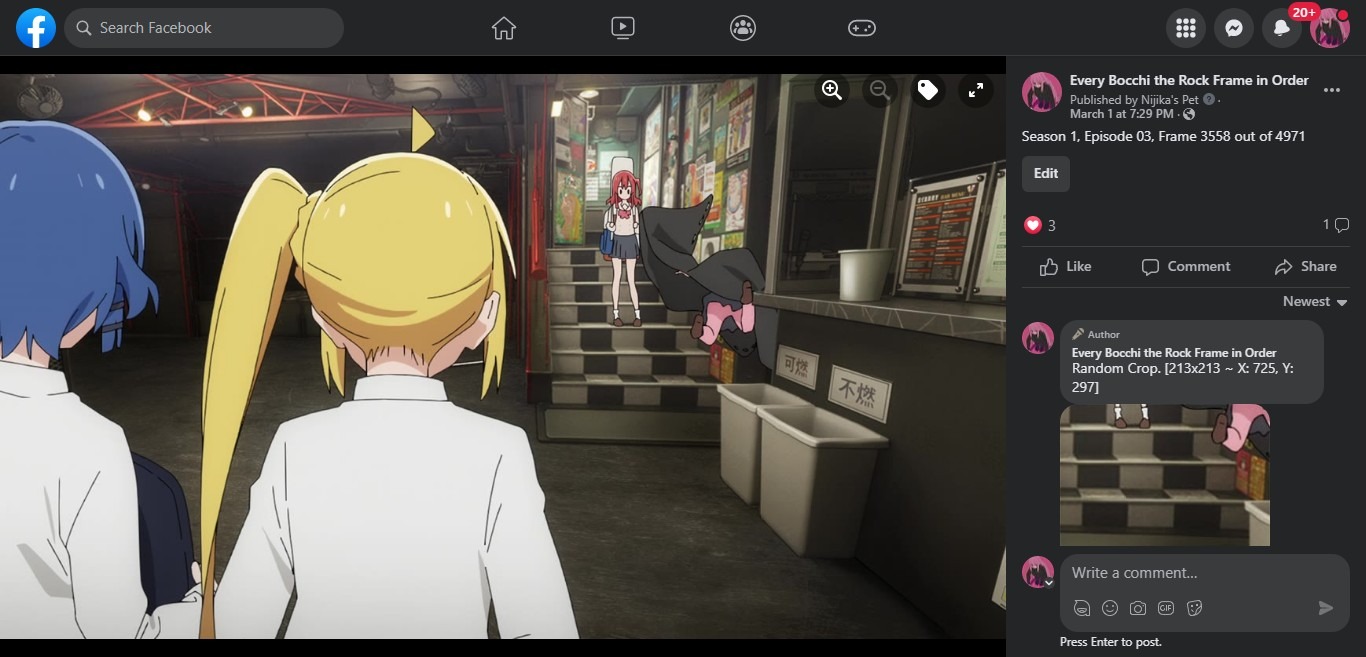 Search Facebook
20+
Every Bocchi the Rock Frame in Order
Published by Nijika's Pet
·
March 1 at 7:29 PM ·
Season 1, Episode 03, Frame 3558 out of 4971
Edit
3
1
Like
Comment
Share
Newest
Author
Every Bocchi the Rock Frame in Order
Random Crop. [213x213 ~ X: 725, Y:
297]
Write a comment...
GIF
Press Enter to post.
STARRY
可燃
不燃